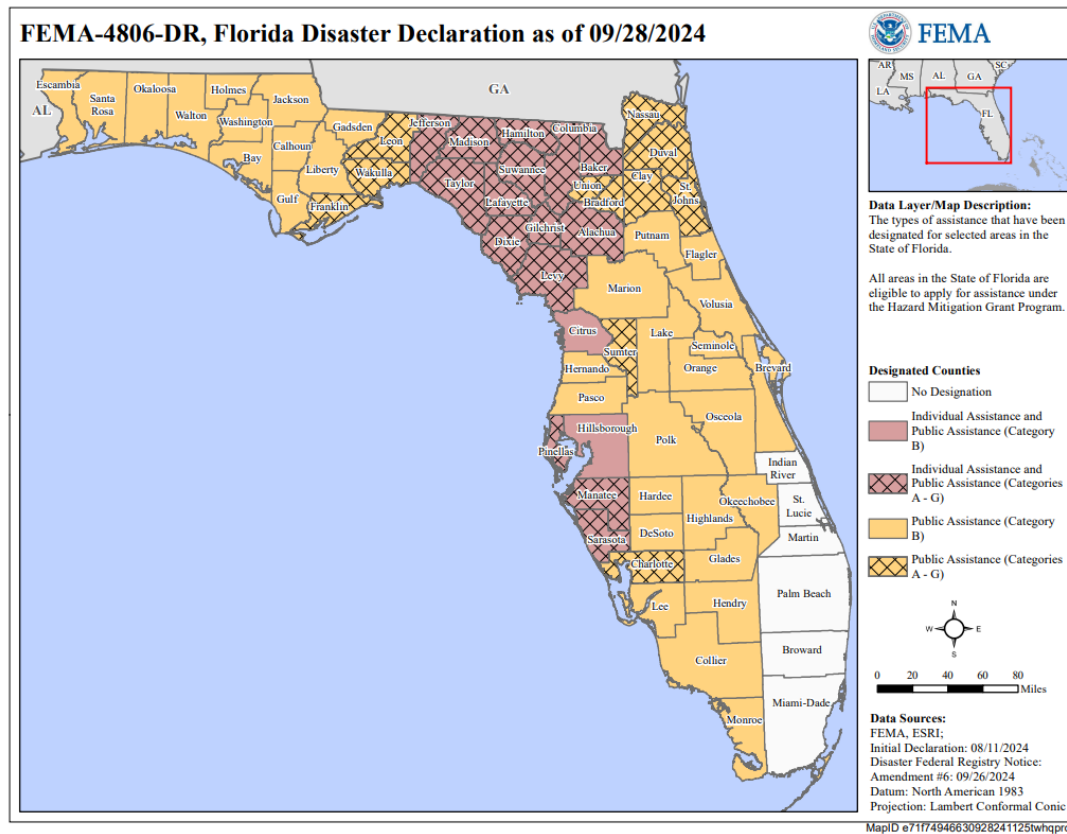 FEMA-4806-DR, Florida Disaster Declaration as of 09/28/2024
FEMA
AL
GA
Escambia
Santa
Rosa
Okaloosa
Walton
Holmes
Washington
Bay
Jackson
Calhoun
Gulf
Liberty
Gadsden
Franklin
Leon
Wakulla
Jefferson
Madison
Taylor
Hamilton
Suwannee
Lafayette
Dixie
Columbia
Gilchrist
Levy
Baker
Union
Bradford
Alachua
Nassau
Duval
Clay
St.
Johns
Putnam
Flagler
Marion
Volusia
Citrus
Sumter
Lake
Seminole
Hernando
Orange
Brevard
Pasco
Osceola
Hillsborough
Pinellas
Polk
Indian
River
Manatee
Hardee
Okeechobee
St.
Lucie
Highlands
Sarasota
DeSoto
Martin
Charlotte
Glades
Lee
Hendry
Palm Beach
Collier
Broward
Monroe
Miami-Dade
AR
MS
AL
GA
SC
LA
FL
Data Layer/Map Description:
The types of assistance that have been
designated for selected areas in the
State of Florida.
All areas in the State of Florida are
eligible to apply for assistance under
the Hazard Mitigation Grant Program.
Designated Counties
No Designation
Individual Assistance and
Public Assistance (Category
B)
Individual Assistance and
Public Assistance (Categories
A - G)
Public Assistance (Category
B)
Public Assistance (Categories
A - G)
N
W
E
S
0 20 40 60 80
Miles
Data Sources:
FEMA, ESRI;
Initial Declaration: 08/11/2024
Disaster Federal Registry Notice:
Amendment #6: 09/26/2024
Datum: North American 1983
Projection: Lambert Conformal Conic
MapID e71f74946630928241125twhqpro